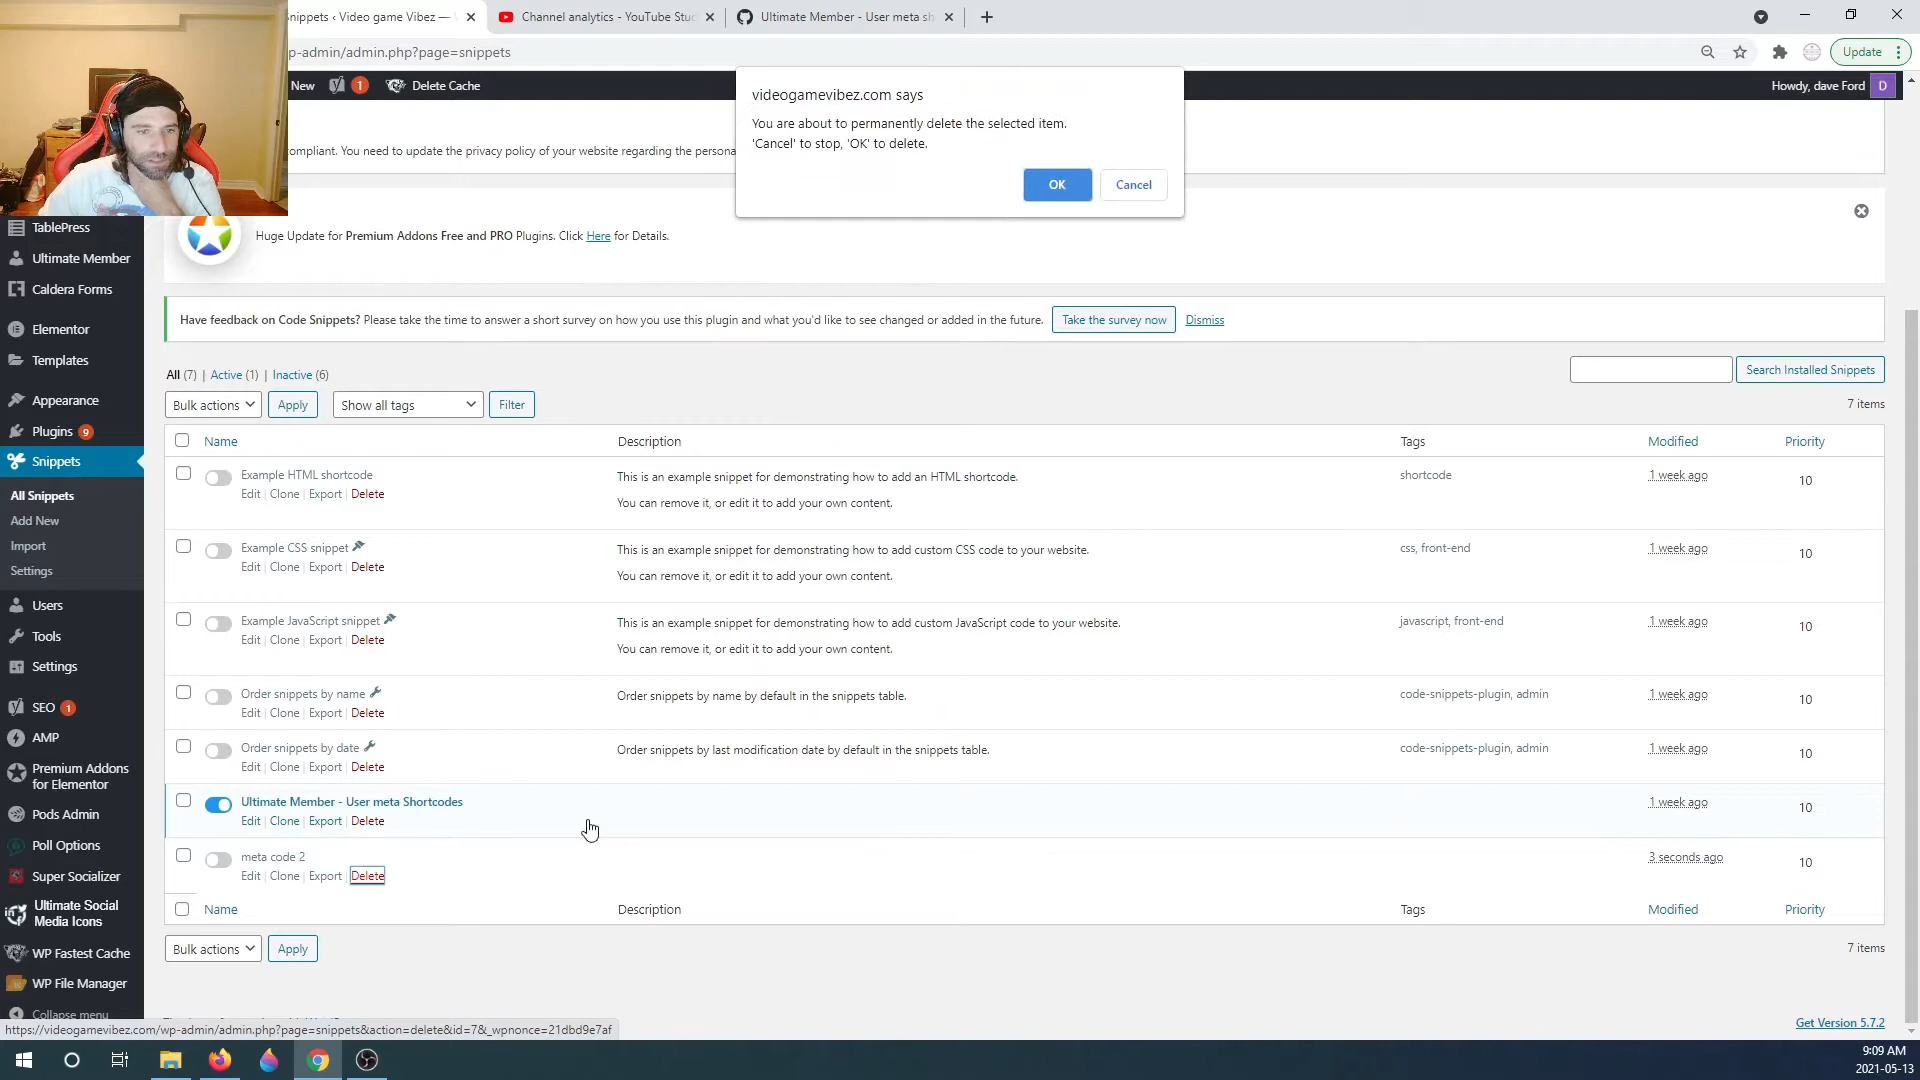 Snippets ‹ Video game Vibez —
Channel analytics - YouTube Stu
Ultimate Member - User meta sh
p-admin/admin.php?page=snippets
Update
New
1
Delete Cache
Howdy, dave Ford
D
videogamevibez.com says
You are about to permanently delete the selected item.
'Cancel' to stop, 'OK' to delete.
OK
Cancel
compliant. You need to update the privacy policy of your website regarding the persona
Huge Update for Premium Addons Free and PRO Plugins. Click Here for Details.
Have feedback on Code Snippets? Please take the time to answer a short survey on how you use this plugin and what you'd like to see changed or added in the future.
Take the survey now
Dismiss
TablePress
Ultimate Member
Caldera Forms
Elementor
Templates
Appearance
Plugins 9
Snippets
All Snippets
Add New
Import
Settings
Users
Tools
Settings
SEO 1
AMP
Premium Addons
for Elementor
Pods Admin
Poll Options
Super Socializer
Ultimate Social
Media Icons
WP Fastest Cache
WP File Manager
Collapse menu
All (7) | Active (1) | Inactive (6)
Search Installed Snippets
Bulk actions
Apply
Show all tags
Filter
7 items
Name Description Tags Modified Priority
Example HTML shortcode
Edit | Clone | Export | Delete
This is an example snippet for demonstrating how to add an HTML shortcode.
You can remove it, or edit it to add your own content.
shortcode
1 week ago
10
Example CSS snippet
Edit | Clone | Export | Delete
This is an example snippet for demonstrating how to add custom CSS code to your website.
You can remove it, or edit it to add your own content.
css, front-end
1 week ago
10
Example JavaScript snippet
Edit | Clone | Export | Delete
This is an example snippet for demonstrating how to add custom JavaScript code to your website.
You can remove it, or edit it to add your own content.
javascript, front-end
1 week ago
10
Order snippets by name
Edit | Clone | Export | Delete
Order snippets by name by default in the snippets table.
code-snippets-plugin, admin
1 week ago
10
Order snippets by date
Edit | Clone | Export | Delete
Order snippets by last modification date by default in the snippets table.
code-snippets-plugin, admin
1 week ago
10
Ultimate Member - User meta Shortcodes
Edit | Clone | Export | Delete
1 week ago
10
meta code 2
Edit | Clone | Export | Delete
3 seconds ago
10
Name Description Tags Modified Priority
Bulk actions
Apply
7 items
https://videogamevibez.com/wp-admin/admin.php?page=snippets&action=delete&id=7&_wpnonce=21dbd9e7af
Get Version 5.7.2
9:09 AM
2021-05-13